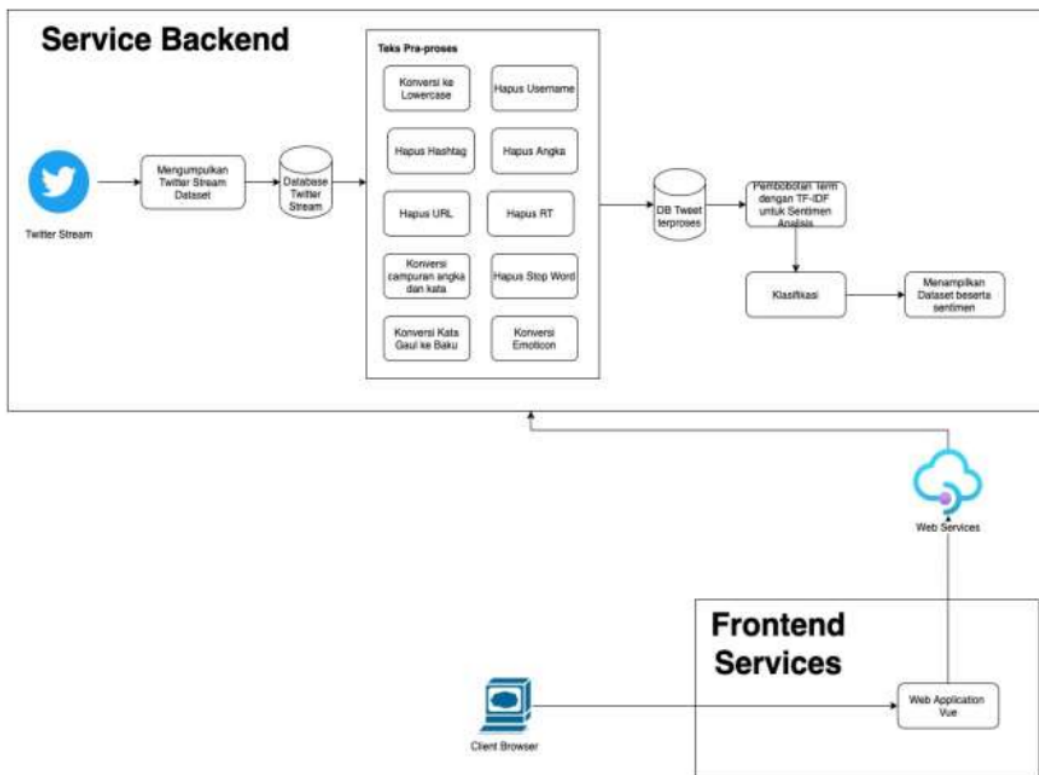 Service Backend
Twitter Stream
Mengumpulkan
Twitter Stream
Dataset
Database
Twitter
Stream
Teks Pra-proses
Konversi ke
Lowercase
Hapus Username
Hapus Hashtag
Hapus Angka
Hapus URL
Hapus RT
Konversi
campuran angka
dan kata
Hapus Stop Word
Konversi Kata
Gaul ke Baku
Konversi
Emoticon
DB Tweet
terproses
Pembobotan Term
dengan TF-IDF
untuk Sentimen
Analisis
Klasifikasi
Menampilkan
Dataset beserta
sentimen
Web Services
Frontend
Services
Web Application
Vue
Client Browser